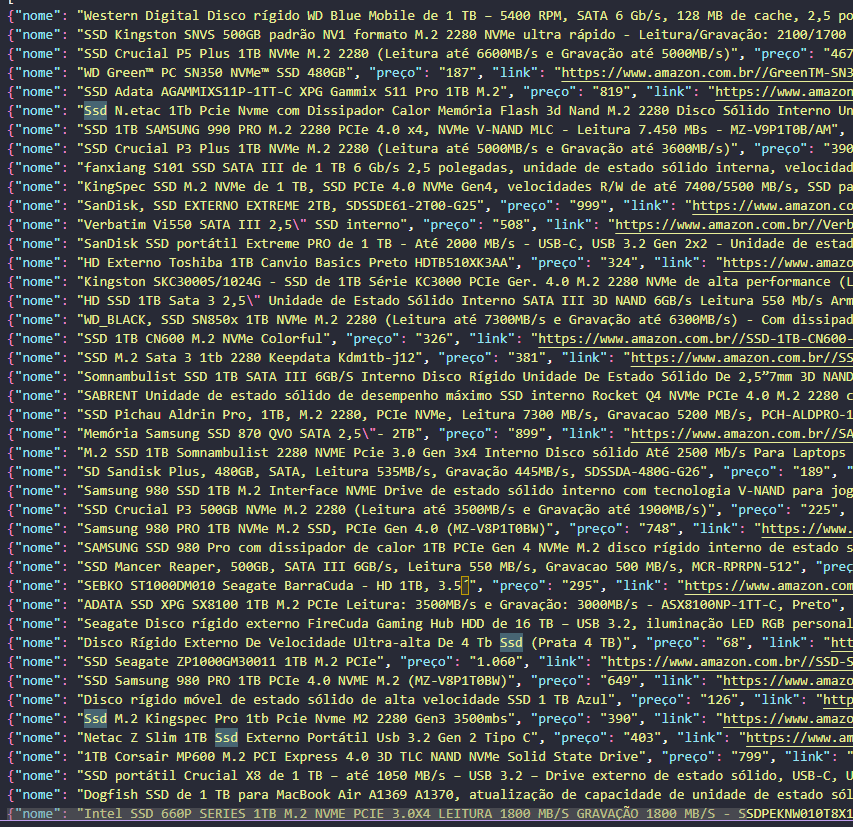 [
{"nome": "Western Digital Disco rígido WD Blue Mobile de 1 TB – 5400 RPM, SATA 6 Gb/s, 128 MB de cache, 2,5 po
{"nome": "SSD Kingston SNVS 500GB padrão NV1 formato M.2 2280 NVMe ultra rápido - Leitura/Gravação: 2100/1700
{"nome": "SSD Crucial P5 Plus 1TB NVMe M.2 2280 (Leitura até 6600MB/s e Gravação até 5000MB/s)", "preço": "467
{"nome": "WD Green™ PC SN350 NVMe™ SSD 480GB", "preço": "187", "link": "https://www.amazon.com.br//GreenTM-SN3
{"nome": "SSD Adata AGAMMIXS11P-1TT-C XPG Gammix S11 Pro 1TB M.2", "preço": "819", "link": "https://www.amazon
{"nome": "Ssd N.etac 1Tb Pcie Nvme com Dissipador Calor Memória Flash 3d Nand M.2 2280 Disco Sólido Interno Un
{"nome": "SSD 1TB SAMSUNG 990 PRO M.2 2280 PCIe 4.0 x4, NVMe V-NAND MLC - Leitura 7.450 MBs - MZ-V9P1T0B/AM",
{"nome": "SSD Crucial P3 Plus 1TB NVMe M.2 2280 (Leitura até 5000MB/s e Gravação até 3600MB/s)", "preço": "390
{"nome": "fanxiang S101 SSD SATA III de 1 TB 6 Gb/s 2,5 polegadas, unidade de estado sólido interna, velocidad
{"nome": "KingSpec SSD M.2 NVMe de 1 TB, SSD PCIe 4.0 NVMe Gen4, velocidades R/W de até 7400/5500 MB/s, SSD pa
{"nome": "SanDisk, SSD EXTERNO EXTREME 2TB, SDSSDE61-2T00-G25", "preço": "999", "link": "https://www.amazon.co
{"nome": "Verbatim Vi550 SATA III 2,5\" SSD interno", "preço": "508", "link": "https://www.amazon.com.br//Verb
{"nome": "SanDisk SSD portátil Extreme PRO de 1 TB - Até 2000 MB/s - USB-C, USB 3.2 Gen 2x2 - Unidade de estad
{"nome": "HD Externo Toshiba 1TB Canvio Basics Preto HDTB510XK3AA", "preço": "324", "link": "https://www.amazo
{"nome": "Kingston SKC3000S/1024G - SSD de 1TB Série KC3000 PCIe Ger. 4.0 M.2 2280 NVMe de alta performance (L
{"nome": "HD SSD 1TB Sata 3 2,5\" Unidade de Estado Sólido Interno SATA III 3D NAND 6GB/s Leitura 550 Mb/s Arm
{"nome": "WD_BLACK, SSD SN850x 1TB NVMe M.2 2280 (Leitura até 7300MB/s e Gravação até 6300MB/s) - Com dissipad
{"nome": "SSD 1TB CN600 M.2 NVMe Colorful", "preço": "326", "link": "https://www.amazon.com.br//SSD-1TB-CN600-
{"nome": "SSD M.2 Sata 3 1tb 2280 Keepdata Kdm1tb-j12", "preço": "381", "link": "https://www.amazon.com.br//SS
{"nome": "Somnambulist SSD 1TB SATA III 6GB/S Interno Disco Rígido Unidade De Estado Sólido De 2,5”7mm 3D NAND
{"nome": "SABRENT Unidade de estado sólido de desempenho máximo SSD interno Rocket Q4 NVMe PCIe 4.0 M.2 2280 c
{"nome": "SSD Pichau Aldrin Pro, 1TB, M.2 2280, PCIe NVMe, Leitura 7300 MB/s, Gravacao 5200 MB/s, PCH-ALDPRO-1
{"nome": "Memória Samsung SSD 870 QVO SATA 2,5\"- 2TB", "preço": "899", "link": "https://www.amazon.com.br//SA
{"nome": "M.2 SSD 1TB Somnambulist 2280 NVME Pcie 3.0 Gen 3x4 Interno Disco sólido Até 2500 Mb/s Para Laptops
{"nome": "SD Sandisk Plus, 480GB, SATA, Leitura 535MB/s, Gravação 445MB/s, SDSSDA-480G-G26", "preço": "189", "
{"nome": "Samsung 980 SSD 1TB M.2 Interface NVME Drive de estado sólido interno com tecnologia V-NAND para jog
{"nome": "SSD Crucial P3 500GB NVMe M.2 2280 (Leitura até 3500MB/s e Gravação até 1900MB/s)", "preço": "225",
{"nome": "Samsung 980 PRO 1TB NVMe M.2 SSD, PCIe Gen 4.0 (MZ-V8P1T0BW)", "preço": "748", "link": "https://www.
{"nome": "SAMSUNG SSD 980 Pro com dissipador de calor 1TB PCIe Gen 4 NVMe M.2 disco rígido interno de estado s
{"nome": "SSD Mancer Reaper, 500GB, SATA III 6GB/s, Leitura 550 MB/s, Gravacao 500 MB/s, MCR-RPRPN-512", "preç
{"nome": "SEBKO ST1000DM010 Seagate BarraCuda - HD 1TB, 3.5´", "preço": "295", "link": "https://www.amazon.com
{"nome": "ADATA SSD XPG SX8100 1TB M.2 PCIe Leitura: 3500MB/s e Gravação: 3000MB/s - ASX8100NP-1TT-C, Preto",
{"nome": "Seagate Disco rígido externo FireCuda Gaming Hub HDD de 16 TB – USB 3.2, iluminação LED RGB personal
{"nome": "Disco Rígido Externo De Velocidade Ultra-alta De 4 Tb Ssd (Prata 4 TB)", "preço": "68", "link": "htt
{"nome": "SSD Seagate ZP1000GM30011 1TB M.2 PCIe", "preço": "1.060", "link": "https://www.amazon.com.br//SSD-S
{"nome": "SSD Samsung 980 PRO 1TB PCIe 4.0 NVME M.2 (MZ-V8P1T0BW)", "preço": "649", "link": "https://www.amazo
{"nome": "Disco rígido móvel de estado sólido de alta velocidade SSD 1 TB Azul", "preço": "126", "link": "http
{"nome": "Ssd M.2 Kingspec Pro 1tb Pcie Nvme M2 2280 Gen3 3500mbs", "preço": "390", "link": "https://www.amazo
{"nome": "Netac Z Slim 1TB Ssd Externo Portátil Usb 3.2 Gen 2 Tipo C", "preço": "403", "link": "https://www.am
{"nome": "1TB Corsair MP600 M.2 PCI Express 4.0 3D TLC NAND NVMe Solid State Drive", "preço": "799", "link": "
{"nome": "SSD portátil Crucial X8 de 1 TB – até 1050 MB/s – USB 3.2 – Drive externo de estado sólido, USB-C, U
{"nome": "Dogfish SSD de 1 TB para MacBook Air A1369 A1370, atualização de capacidade de unidade de estado sól
{"nome": "Intel SSD 660P SERIES 1TB M.2 NVME PCIE 3.0X4 LEITURA 1800 MB/S GRAVAÇÃO 1800 MB/S - SSDPEKNW010T8X1